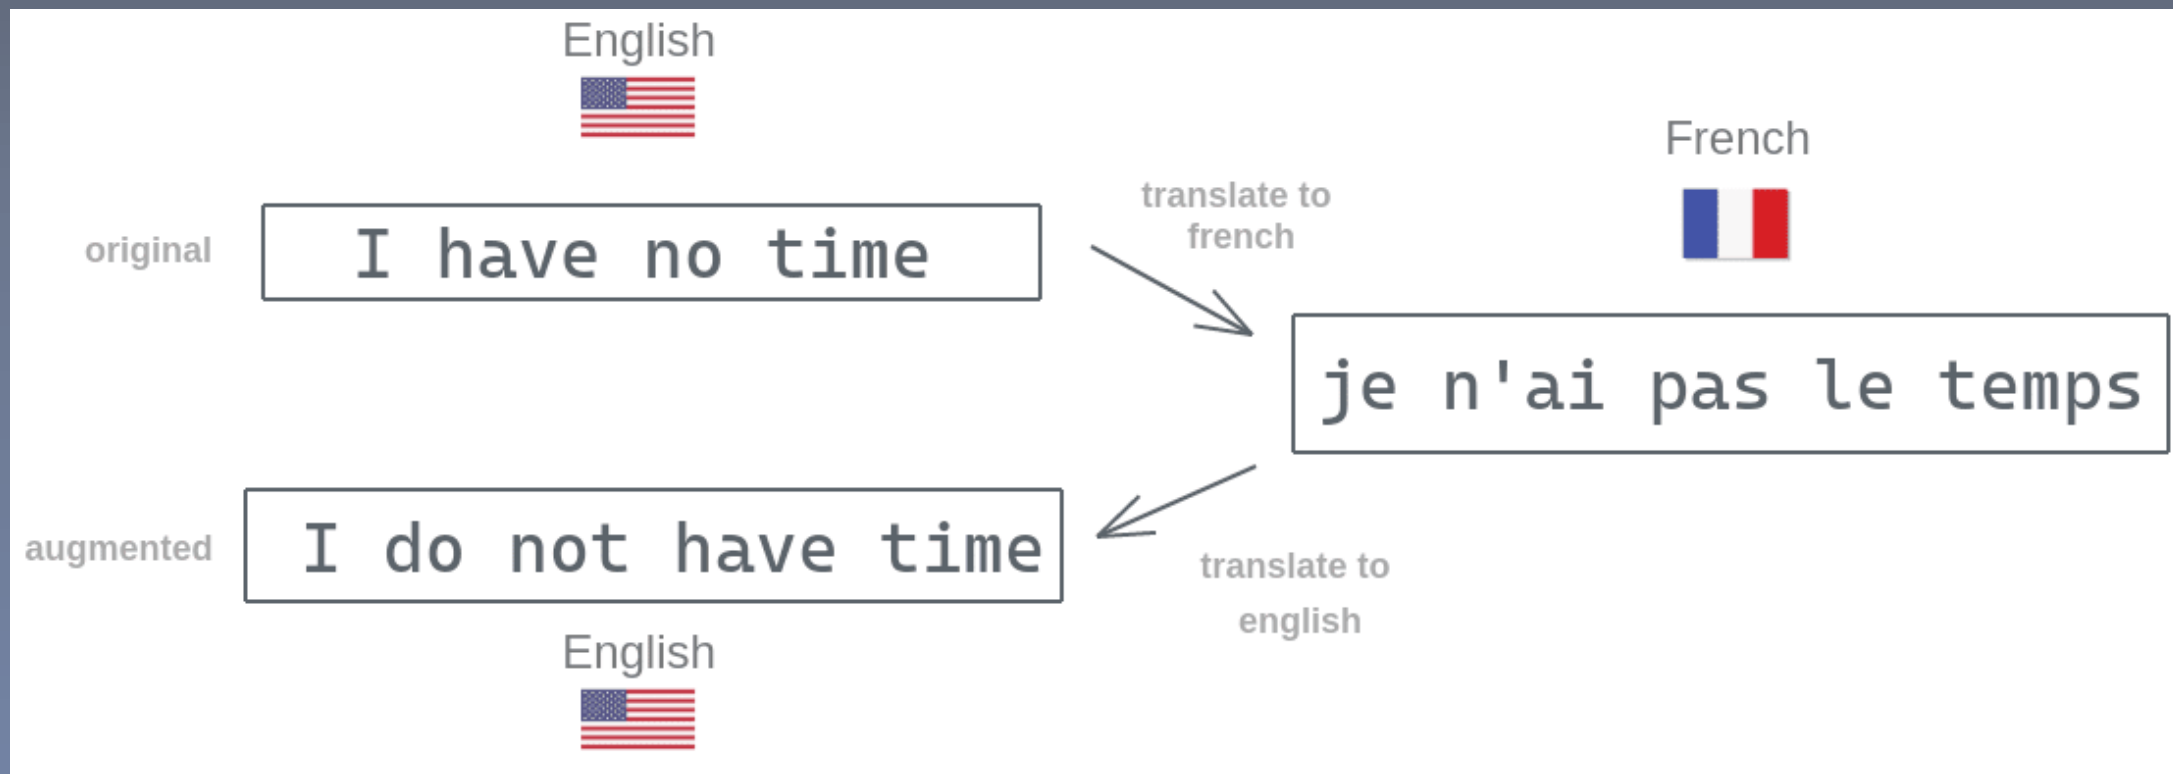 English
original
I have no time
translate to
french
French
je n'ai pas le temps
augmented
I do not have time
translate to
english
English